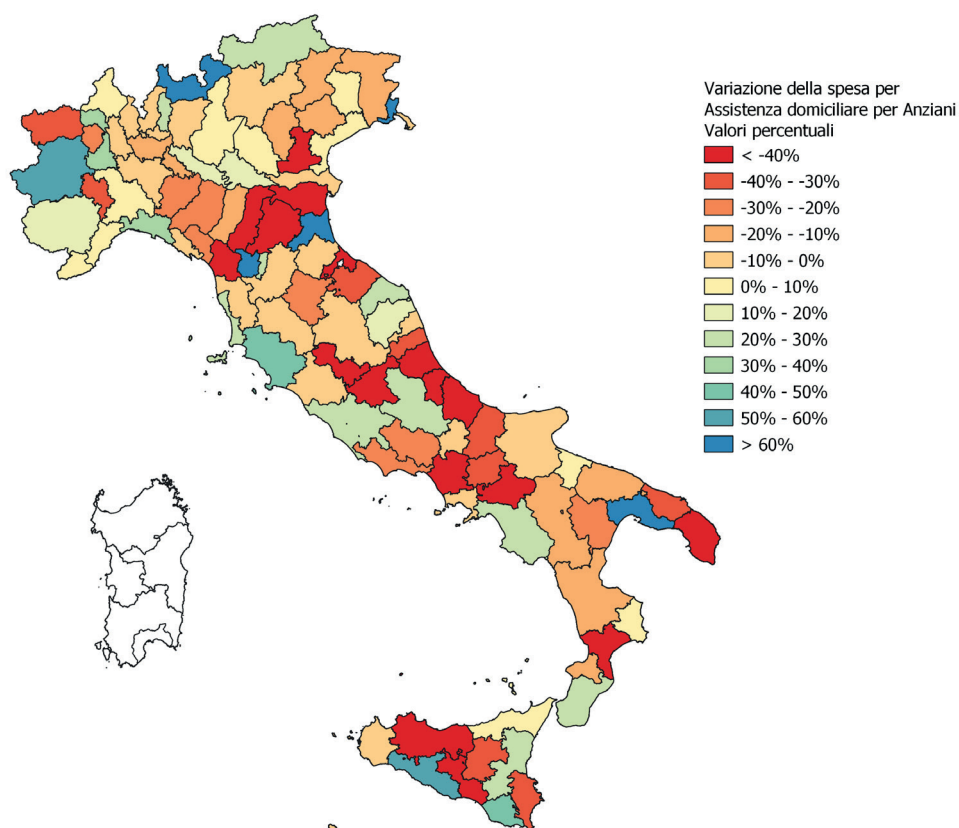 Variazione della spesa per
Assistenza domiciliare per Anziani
Valori percentuali
< -40%
-40% - -30%
-30% - -20%
-20% - -10%
-10% - 0%
0% - 10%
10% - 20%
20% - 30%
30% - 40%
40% - 50%
50% - 60%
> 60%